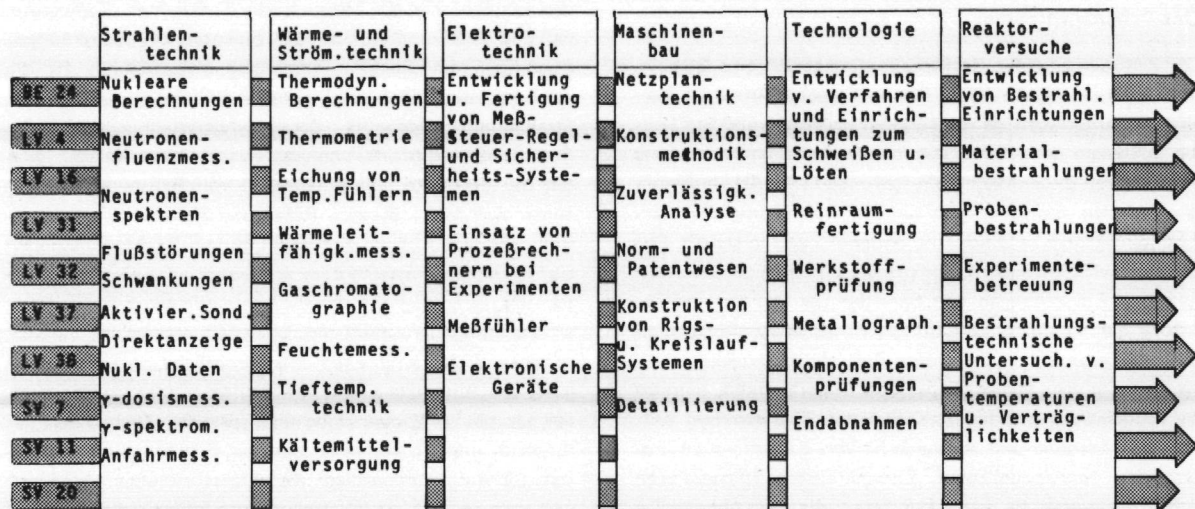 BE 24
LV 4
LV 16
LV 31
LV 32
LV 37
LV 38
SV 7
SV 11
SV 20
Strahlen-
technik
Nukleare
Berechnungen
Neutronen-
fluenzmess.
Neutronen-
spektren
Flußstörungen
Schwankungen
Aktivier.Sond.
Direktanzeige
Nukl. Daten
γ-dosismess.
γ-spektrom.
Anfahrmess.
Wärme- und
Ström.technik
Thermodyn.
Berechnungen
Thermometrie
Eichung von
Temp.Fühlern
Wärmeleit-
fähigk.mess.
Gaschromato-
graphie
Feuchtemess.
Tieftemp.-
technik
Kältemittel-
versorgung
Elektro-
technik
Entwicklung
u. Fertigung
von Meß-
Steuer-Regel-
und Sicher-
heits-Syste-
men
Einsatz von
Prozeßrech-
nern bei
Experimenten
Meßfühler
Elektronische
Geräte
Maschinen-
bau
Netzplan-
technik
Konstruktions-
methodik
Zuverlässigk.
Analyse
Norm- und
Patentwesen
Konstruktion
von Rigs-
u. Kreislauf-
Systemen
Detaillierung
Technologie
Entwicklung
v. Verfahren
und Einrich-
tungen zum
Schweißen u.
Löten
Reinraum-
fertigung
Werkstoff-
prüfung
Metallograph.
Komponenten-
prüfungen
Endabnahmen
Reaktor-
versuche
Entwicklung
von Bestrahl.
Einrichtungen
Material-
bestrahlungen
Proben-
bestrahlungen
Experimente-
betreuung
Bestrahlungs-
technische
Untersuch. v.
Proben-
temperaturen
u. Verträg-
lichkeiten